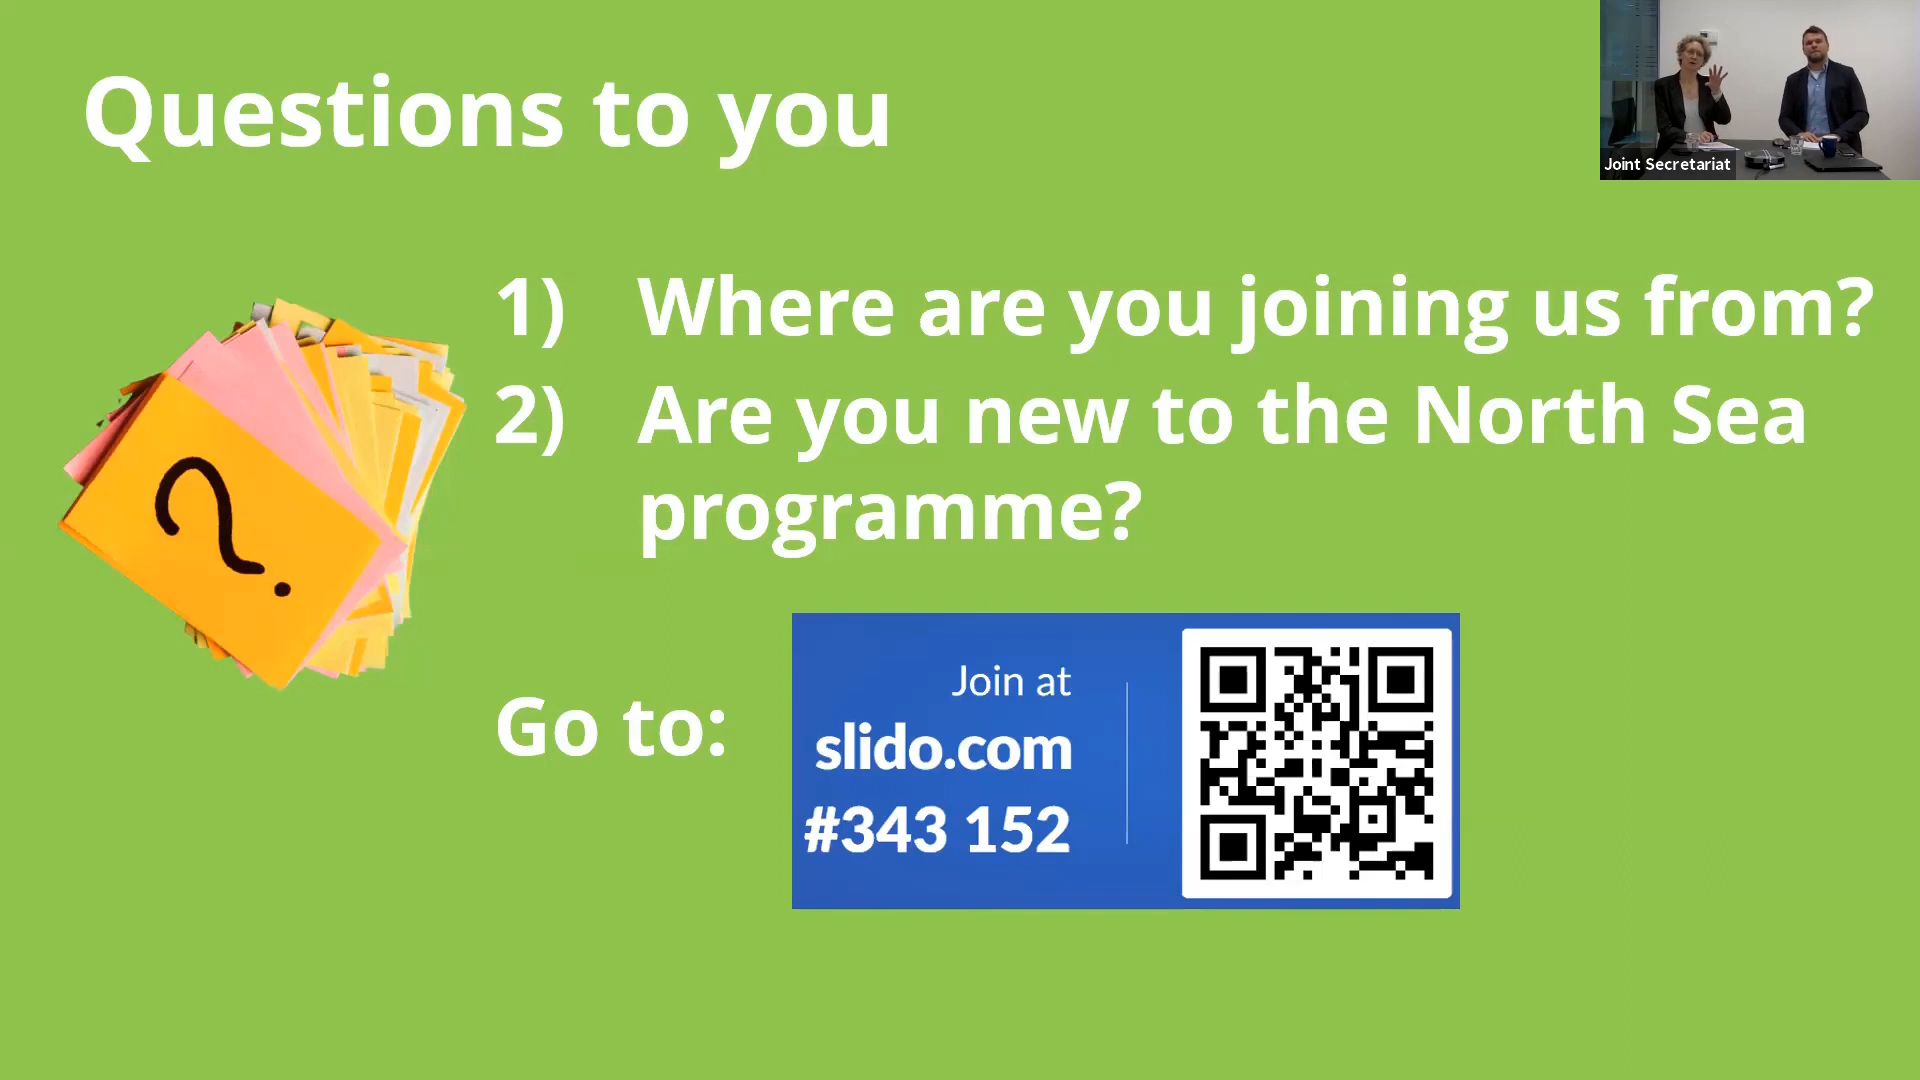 Questions to you
Joint Secretariat
1) Where are you joining us from?
2) Are you new to the North Sea
programme?
?
Go to:
Join at
slido.com
#343 152